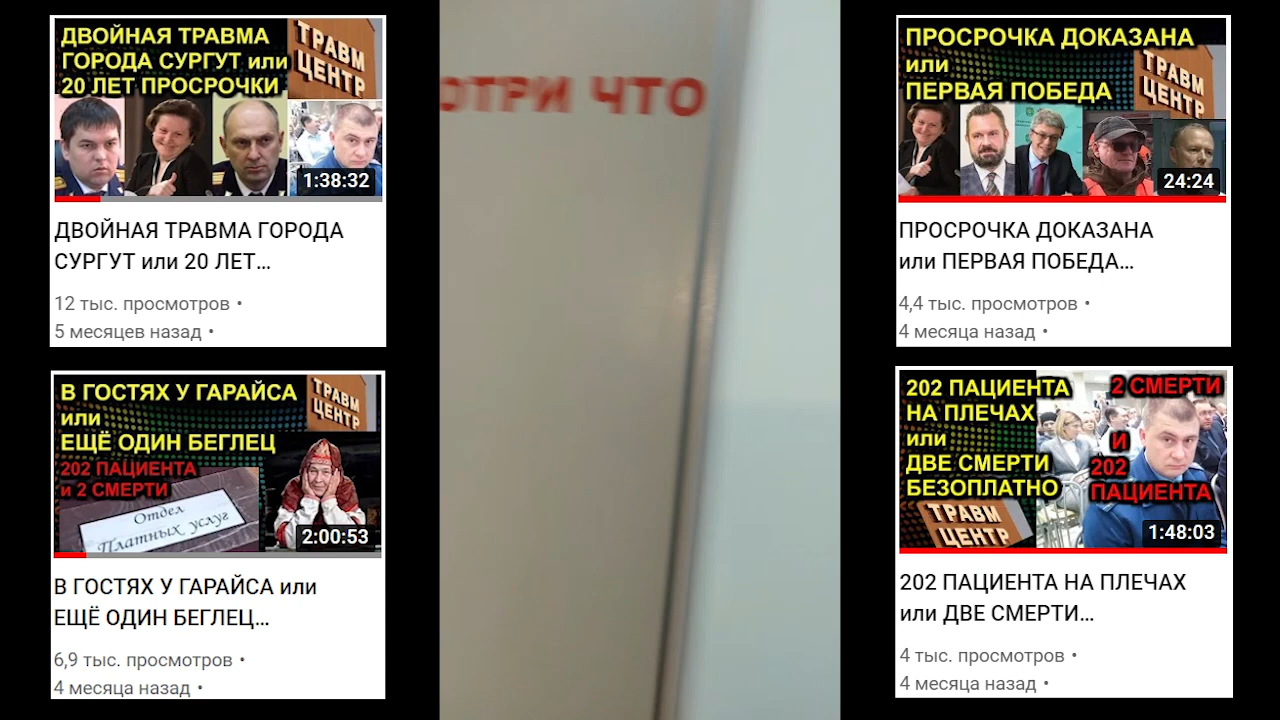 ДВОЙНАЯ ТРАВМА
ГОРОДА СУРГУТ или
20 ЛЕТ ПРОСРОЧКИ
ТРАВМ
ЦЕНТР
1:38:32
ДВОЙНАЯ ТРАВМА ГОРОДА
СУРГУТ или 20 ЛЕТ...
12 тыс. просмотров •
5 месяцев назад •
В ГОСТЯХ У ГАРАЙСА
или
ЕЩЁ ОДИН БЕГЛЕЦ
202 ПАЦИЕНТА
и 2 СМЕРТИ
ТРАВМ
ЦЕНТР
Отдел
Платных услуг
2:00:53
В ГОСТЯХ У ГАРАЙСА или
ЕЩЁ ОДИН БЕГЛЕЦ...
6,9 тыс. просмотров •
4 месяца назад •
ОТРИ ЧТО
ПРОСРОЧКА ДОКАЗАНА
или
ПЕРВАЯ ПОБЕДА
ТРАВМ
ЦЕНТР
24:24
ПРОСРОЧКА ДОКАЗАНА
или ПЕРВАЯ ПОБЕДА...
4,4 тыс. просмотров •
4 месяца назад •
202 ПАЦИЕНТА
НА ПЛЕЧАХ
или
ДВЕ СМЕРТИ
БЕЗОПЛАТНО
2 СМЕРТИ
И
202
ПАЦИЕНТА
ТРАВМ
ЦЕНТР
1:48:03
202 ПАЦИЕНТА НА ПЛЕЧАХ
или ДВЕ СМЕРТИ...
4 тыс. просмотров •
4 месяца назад •